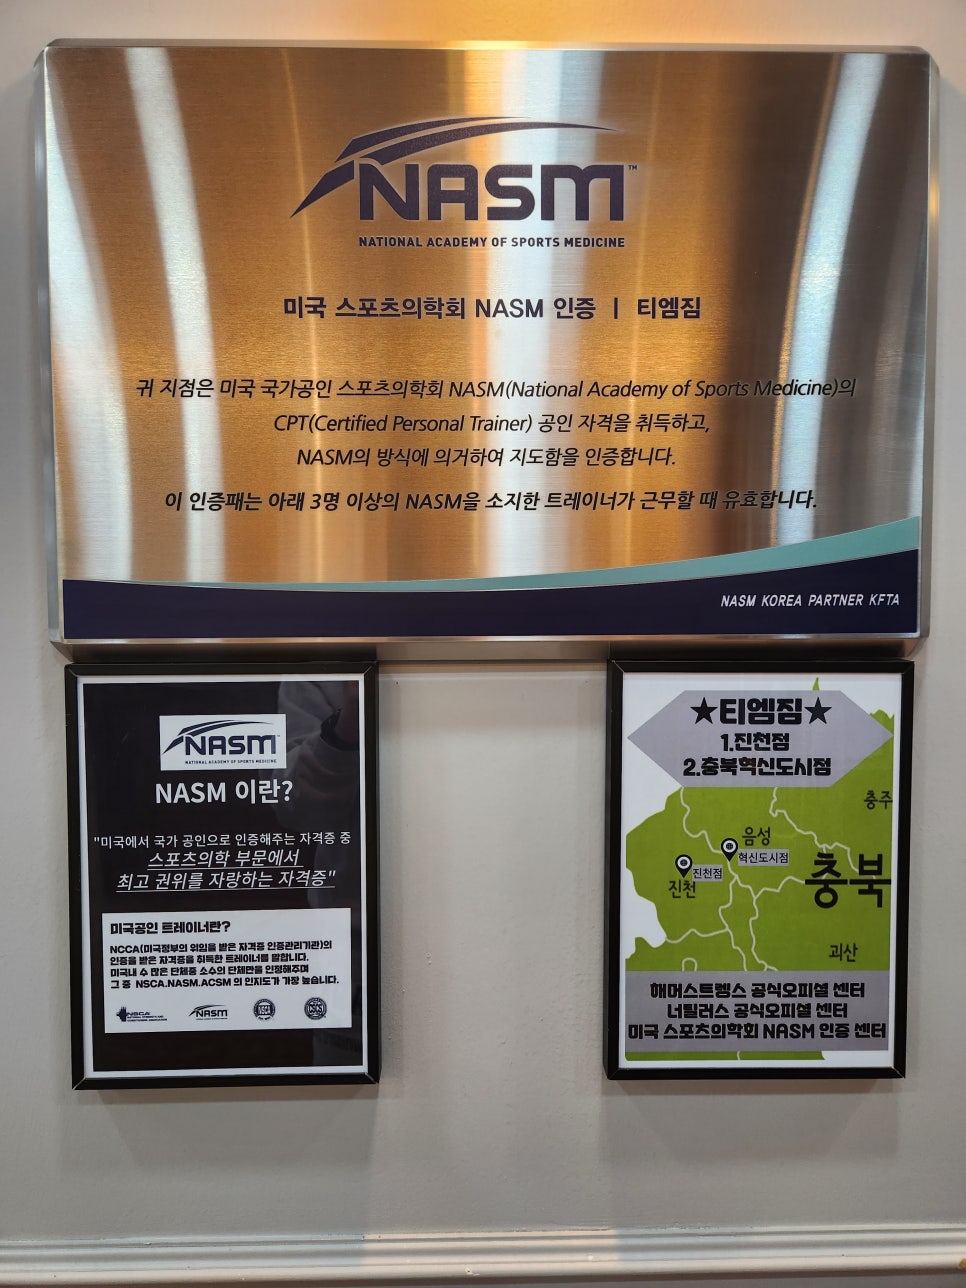 NASM™
NATIONAL ACADEMY OF SPORTS MEDICINE
미국 스포츠의학회 NASM 인증 | 티엠짐
귀 지점은 미국 국가공인 스포츠의학회 NASM(National Academy of Sports Medicine)의
CPT(Certified Personal Trainer) 공인 자격을 취득하고,
NASM의 방식에 의거하여 지도함을 인증합니다.
이 인증패는 아래 3명 이상의 NASM을 소지한 트레이너가 근무할 때 유효합니다.
NASM KOREA PARTNER KFTA
NASM
NATIONAL ACADEMY OF SPORTS MEDICINE
NASM 이란?
"미국에서 국가 공인으로 인증해주는 자격증 중
스포츠의학 부문에서
최고 권위를 자랑하는 자격증"
미국공인 트레이너란?
NCCA(미국정부의 위임을 받은 자격증 인증관리기관)의
인증을 받은 자격증을 취득한 트레이너를 말합니다.
미국내 수 많은 단체중 소수의 단체만을 인정해주며
그 중 NSCA.NASM.ACSM 의 인지도가 가장 높습니다.
NSCA
NASM
★티엠짐★
1.진천점
2.충북혁신도시점
충주
음성
혁신도시점
진천점
진천
충북
괴산
해머스트렝스 공식오피셜 센터
너틸러스 공식오피셜 센터
미국 스포츠의학회 NASM 인증 센터